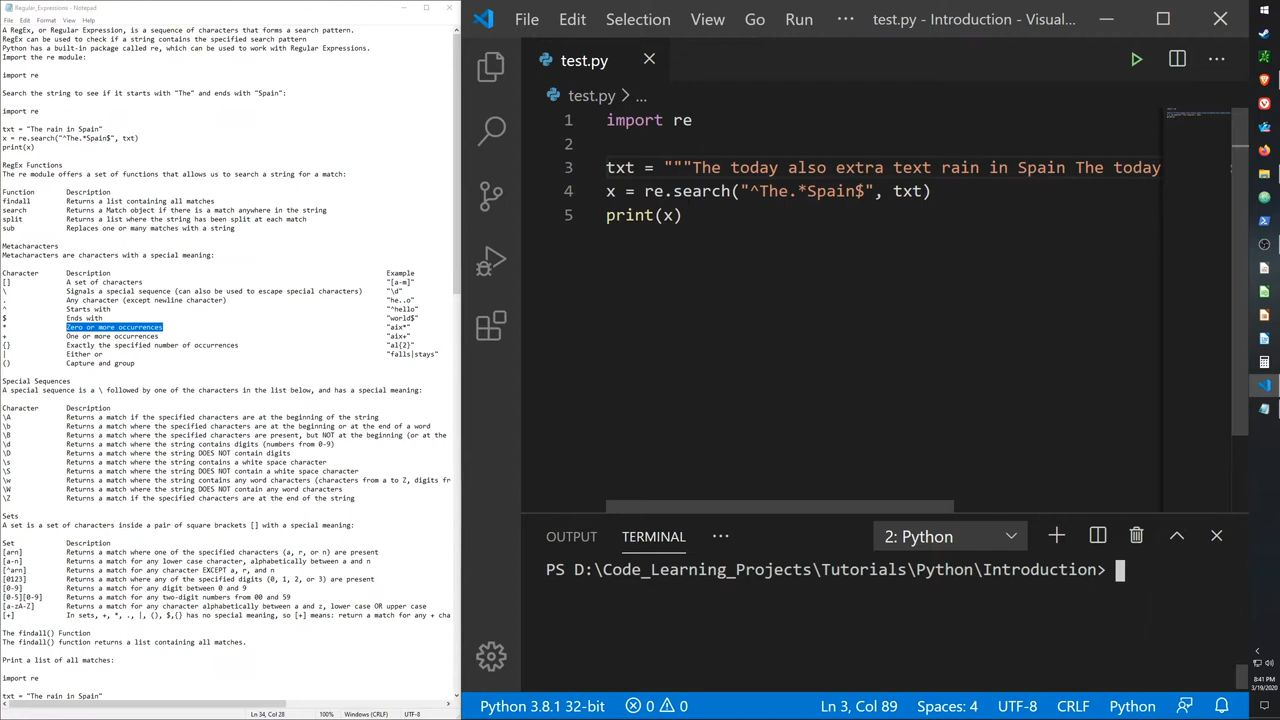 Regular_Expressions - Notepad
File Edit Format View Help
A RegEx, or Regular Expression, is a sequence of characters that forms a search pattern.
RegEx can be used to check if a string contains the specified search pattern
Python has a built-in package called re, which can be used to work with Regular Expressions.
Import the re module:
import re
Search the string to see if it starts with "The" and ends with "Spain":
import re
txt = "The rain in Spain"
x = re.search("^The.*Spain$", txt)
print(x)
RegEx Functions
The re module offers a set of functions that allows us to search a string for a match:
Function Description
findall Returns a list containing all matches
search Returns a Match object if there is a match anywhere in the string
split Returns a list where the string has been split at each match
sub Replaces one or many matches with a string
Metacharacters
Metacharacters are characters with a special meaning:
Character Description Example
[] A set of characters "[a-m]"
\ Signals a special sequence (can also be used to escape special characters) "\d"
. Any character (except newline character) "he..o"
^ Starts with "^hello"
$ Ends with "world$"
* Zero or more occurrences "aix*"
+ One or more occurrences "aix+"
{} Exactly the specified number of occurrences "al{2}"
| Either or "falls|stays"
() Capture and group
Special Sequences
A special sequence is a \ followed by one of the characters in the list below, and has a special meaning:
Character Description
\A Returns a match if the specified characters are at the beginning of the string
\b Returns a match where the specified characters are at the beginning or at the end of a word
\B Returns a match where the specified characters are present, but NOT at the beginning (or at the
\d Returns a match where the string contains digits (numbers from 0-9)
\D Returns a match where the string DOES NOT contain digits
\s Returns a match where the string contains a white space character
\S Returns a match where the string DOES NOT contain a white space character
\w Returns a match where the string contains any word characters (characters from a to Z, digits fr
\W Returns a match where the string DOES NOT contain any word characters
\Z Returns a match if the specified characters are at the end of the string
Sets
A set is a set of characters inside a pair of square brackets [] with a special meaning:
Set Description
[arn] Returns a match where one of the specified characters (a, r, or n) are present
[a-n] Returns a match for any lower case character, alphabetically between a and n
[^arn] Returns a match for any character EXCEPT a, r, and n
[0123] Returns a match where any of the specified digits (0, 1, 2, or 3) are present
[0-9] Returns a match for any digit between 0 and 9
[0-5][0-9] Returns a match for any two-digit numbers from 00 and 59
[a-zA-Z] Returns a match for any character alphabetically between a and z, lower case OR upper case
[+] In sets, +, *, ., |, (), $,{} has no special meaning, so [+] means: return a match for any + cha
The findall() Function
The findall() function returns a list containing all matches.
Print a list of all matches:
import re
txt = "The rain in Spain"
Ln 34, Col 28 100% Windows (CRLF) UTF-8
File Edit Selection View Go Run ··· test.py - Introduction - Visual...
test.py
test.py > ...
1 import re
2
3 txt = """The today also extra text rain in Spain The today
4 x = re.search("^The.*Spain$", txt)
5 print(x)
OUTPUT TERMINAL ··· 2: Python
PS D:\Code_Learning_Projects\Tutorials\Python\Introduction>
Python 3.8.1 32-bit 0 0 Ln 3, Col 89 Spaces: 4 UTF-8 CRLF Python
8:41 PM
3/19/2020